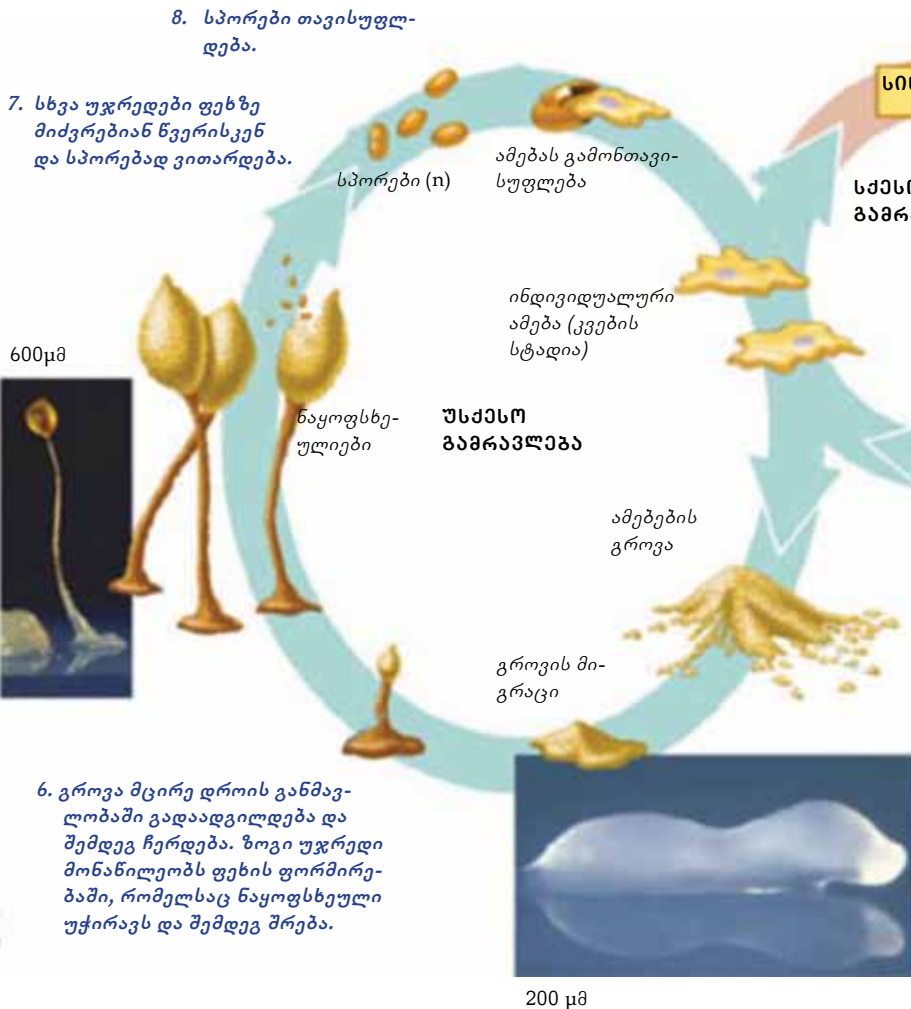 8. სპორები თავისუფლ-
დება.
7. სხვა უჯრედები ფეხზე
მიძვრებიან წვერისკენ
და სპორებად ვითარდება.
სპორები (n)
ამებას გამონთავი-
სუფლება
ინდივიდუალური
ამება (კვების
სტადია)
600μმ
ნაყოფსხე-
ულიები
უსქესო
გამრავლება
ამებების
გროვა
გროვის მი-
გრაცი
6. გროვა მცირე დროის განმავ-
ლობაში გადაადგილდება და
შემდეგ ჩერდება. ზოგი უჯრედი
მონაწილეობს ფეხის ფორმირე-
ბაში, რომელსაც ნაყოფსხეული
უჭირავს და შემდეგ შრება.
200 μმ